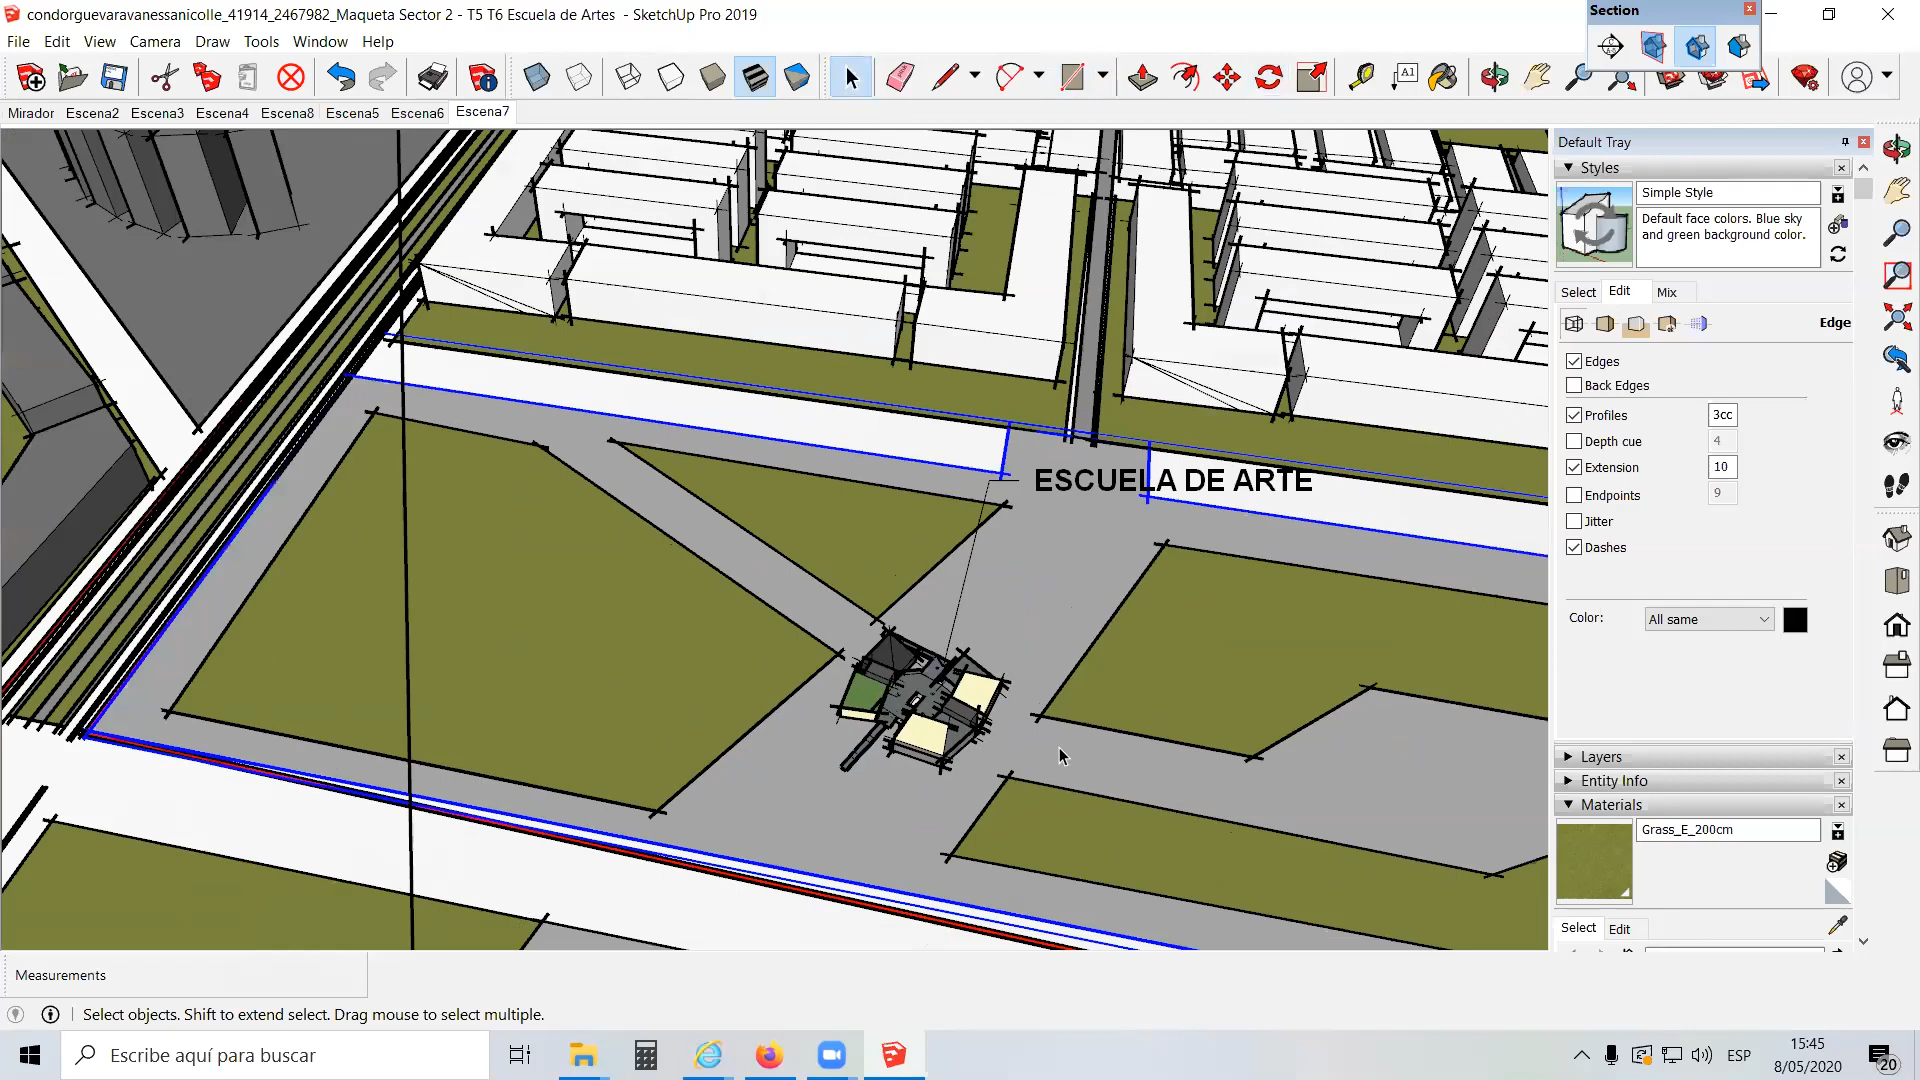 condorguevaravanessanicolle_41914_2467982_Maqueta Sector 2 - T5 T6 Escuela de Artes - SketchUp Pro 2019
Section
File Edit View Camera Draw Tools Window Help
A1
Mirador Escena2 Escena3 Escena4 Escena8 Escena5 Escena6 Escena7
Default Tray
Styles
Simple Style
Default face colors. Blue sky
and green background color.
Select Edit Mix
Edge
Edges
Back Edges
Profiles 3cc
Depth cue 4
Extension 10
Endpoints 9
Jitter
Dashes
Color: All same
ESCUELA DE ARTE
Layers
Entity Info
Materials
Grass_E_200cm
Select Edit
Measurements
Select objects. Shift to extend select. Drag mouse to select multiple.
Escribe aquí para buscar
ESP
15:45
8/05/2020
20